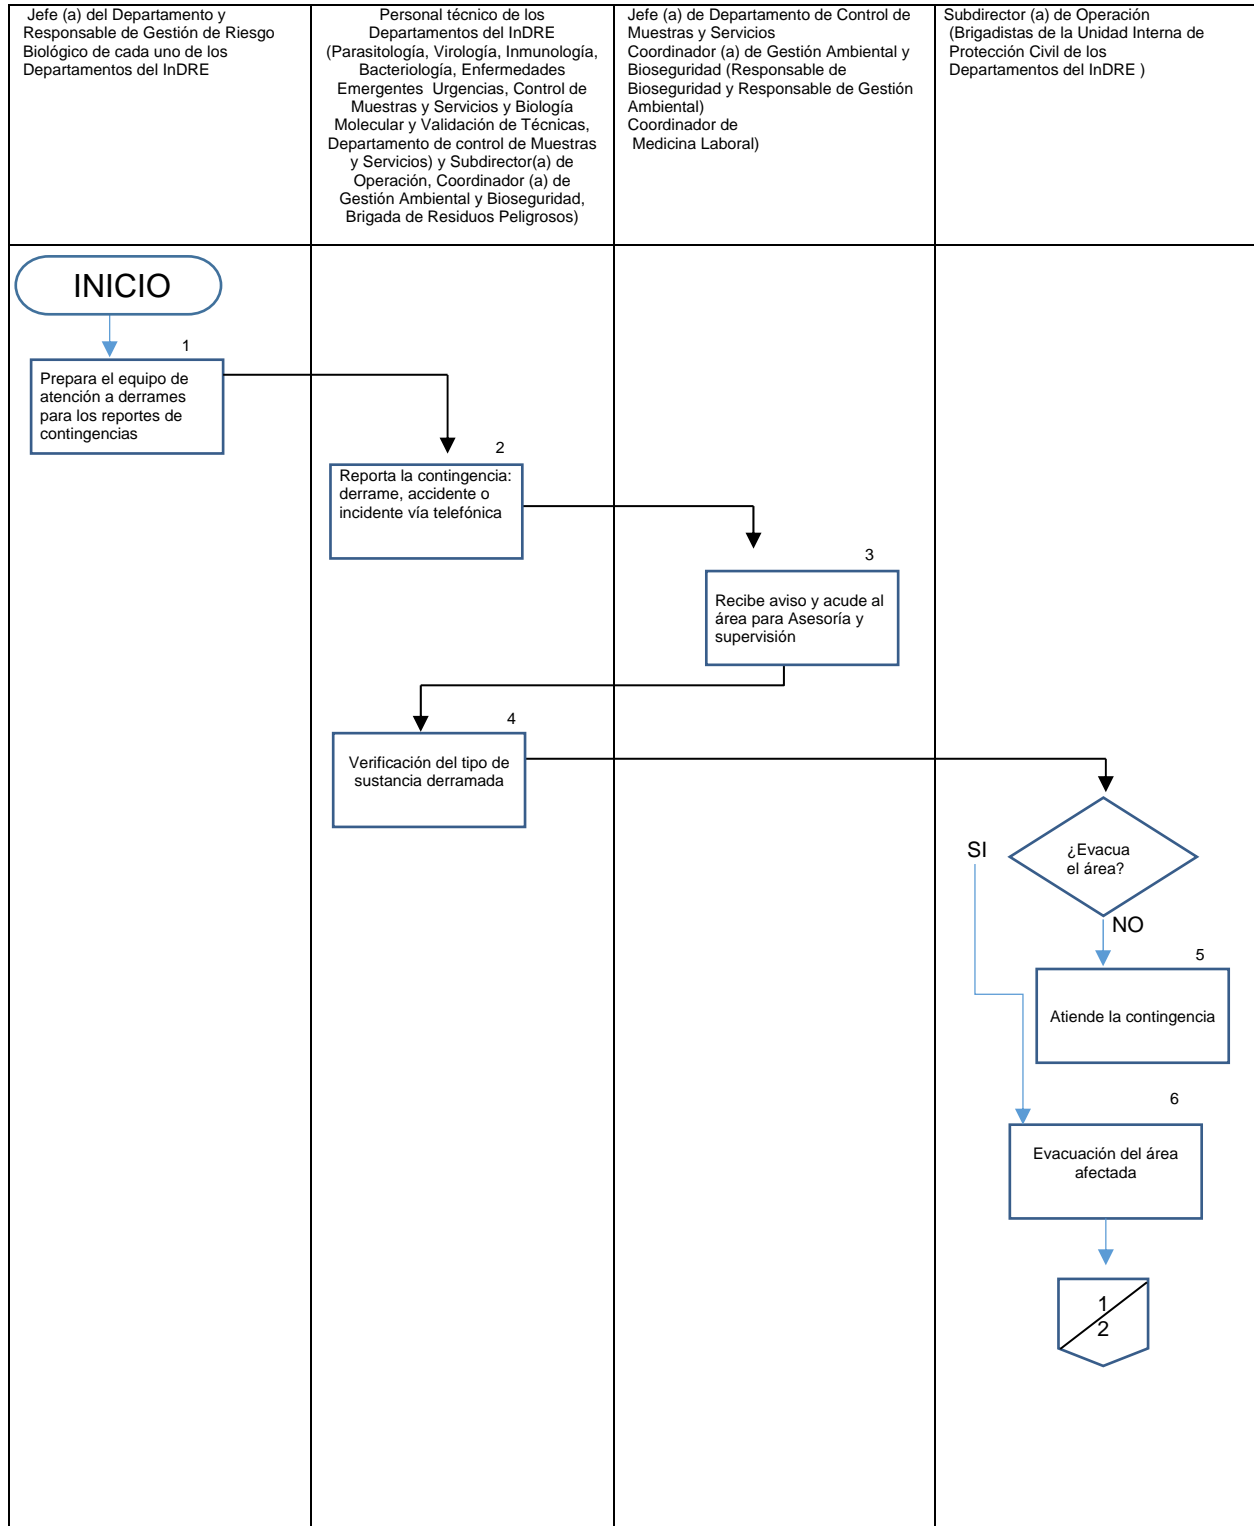 Jefe (a) del Departamento y
Responsable de Gestión de Riesgo
Biológico de cada uno de los
Departamentos del InDRE
Personal técnico de los
Departamentos del InDRE
(Parasitología, Virología, Inmunología,
Bacteriología, Enfermedades
Emergentes Urgencias, Control de
Muestras y Servicios y Biología
Molecular y Validación de Técnicas,
Departamento de control de Muestras
y Servicios) y Subdirector(a) de
Operación, Coordinador (a) de
Gestión Ambiental y Bioseguridad,
Brigada de Residuos Peligrosos)
Jefe (a) de Departamento de Control de
Muestras y Servicios
Coordinador (a) de Gestión Ambiental y
Bioseguridad (Responsable de
Bioseguridad y Responsable de Gestión
Ambiental)
Coordinador de
Medicina Laboral)
Subdirector (a) de Operación
(Brigadistas de la Unidad Interna de
Protección Civil de los
Departamentos del InDRE )
INICIO
1
Prepara el equipo de
atención a derrames
para los reportes de
contingencias
2
Reporta la contingencia:
derrame, accidente o
incidente vía telefónica
3
Recibe aviso y acude al
área para Asesoría y
supervisión
4
Verificación del tipo de
sustancia derramada
SI
¿Evacua
el área?
NO
5
Atiende la contingencia
6
Evacuación del área
afectada
1
2